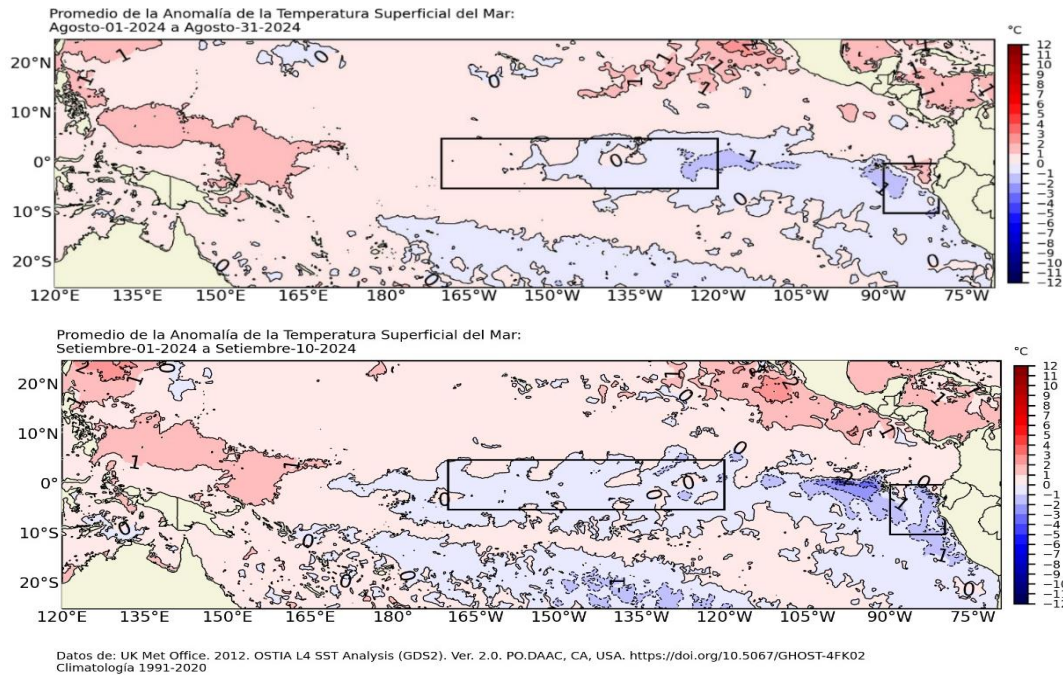 Promedio de la Anomalía de la Temperatura Superficial del Mar:
Agosto-01-2024 a Agosto-31-2024
°C
20°N
10°N
0°
10°S
20°S
120°E 135°E 150°E 165°E 180° 165°W 150°W 135°W 120°W 105°W 90°W 75°W
12
11
10
9
8
7
6
5
4
3
2
1
0
−1
−2
−3
−4
−5
−6
−7
−8
−9
−10
−11
−12
Promedio de la Anomalía de la Temperatura Superficial del Mar:
Setiembre-01-2024 a Setiembre-10-2024
°C
20°N
10°N
0°
10°S
20°S
120°E 135°E 150°E 165°E 180° 165°W 150°W 135°W 120°W 105°W 90°W 75°W
12
11
10
9
8
7
6
5
4
3
2
1
0
−1
−2
−3
−4
−5
−6
−7
−8
−9
−10
−11
−12
Datos de: UK Met Office. 2012. OSTIA L4 SST Analysis (GDS2). Ver. 2.0. PO.DAAC, CA, USA. https://doi.org/10.5067/GHOST-4FK02
Climatología 1991-2020